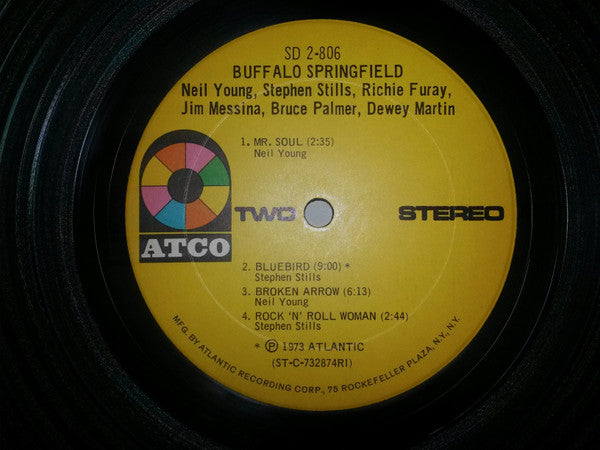 SD 2-806
BUFFALO SPRINGFIELD
Neil Young, Stephen Stills, Richie Furay,
Jim Messina, Bruce Palmer, Dewey Martin
1. MR. SOUL (2:35)
Neil Young
ATCO
TWO
STEREO
2. BLUEBIRD (9:00) *
Stephen Stills
3. BROKEN ARROW (6:13)
Neil Young
4. ROCK 'N' ROLL WOMAN (2:44)
Stephen Stills
* Ⓟ 1973 ATLANTIC
(ST-C-732874RI)
MFG. BY ATLANTIC RECORDING CORP., 75 ROCKEFELLER PLAZA, N.Y., N.Y.